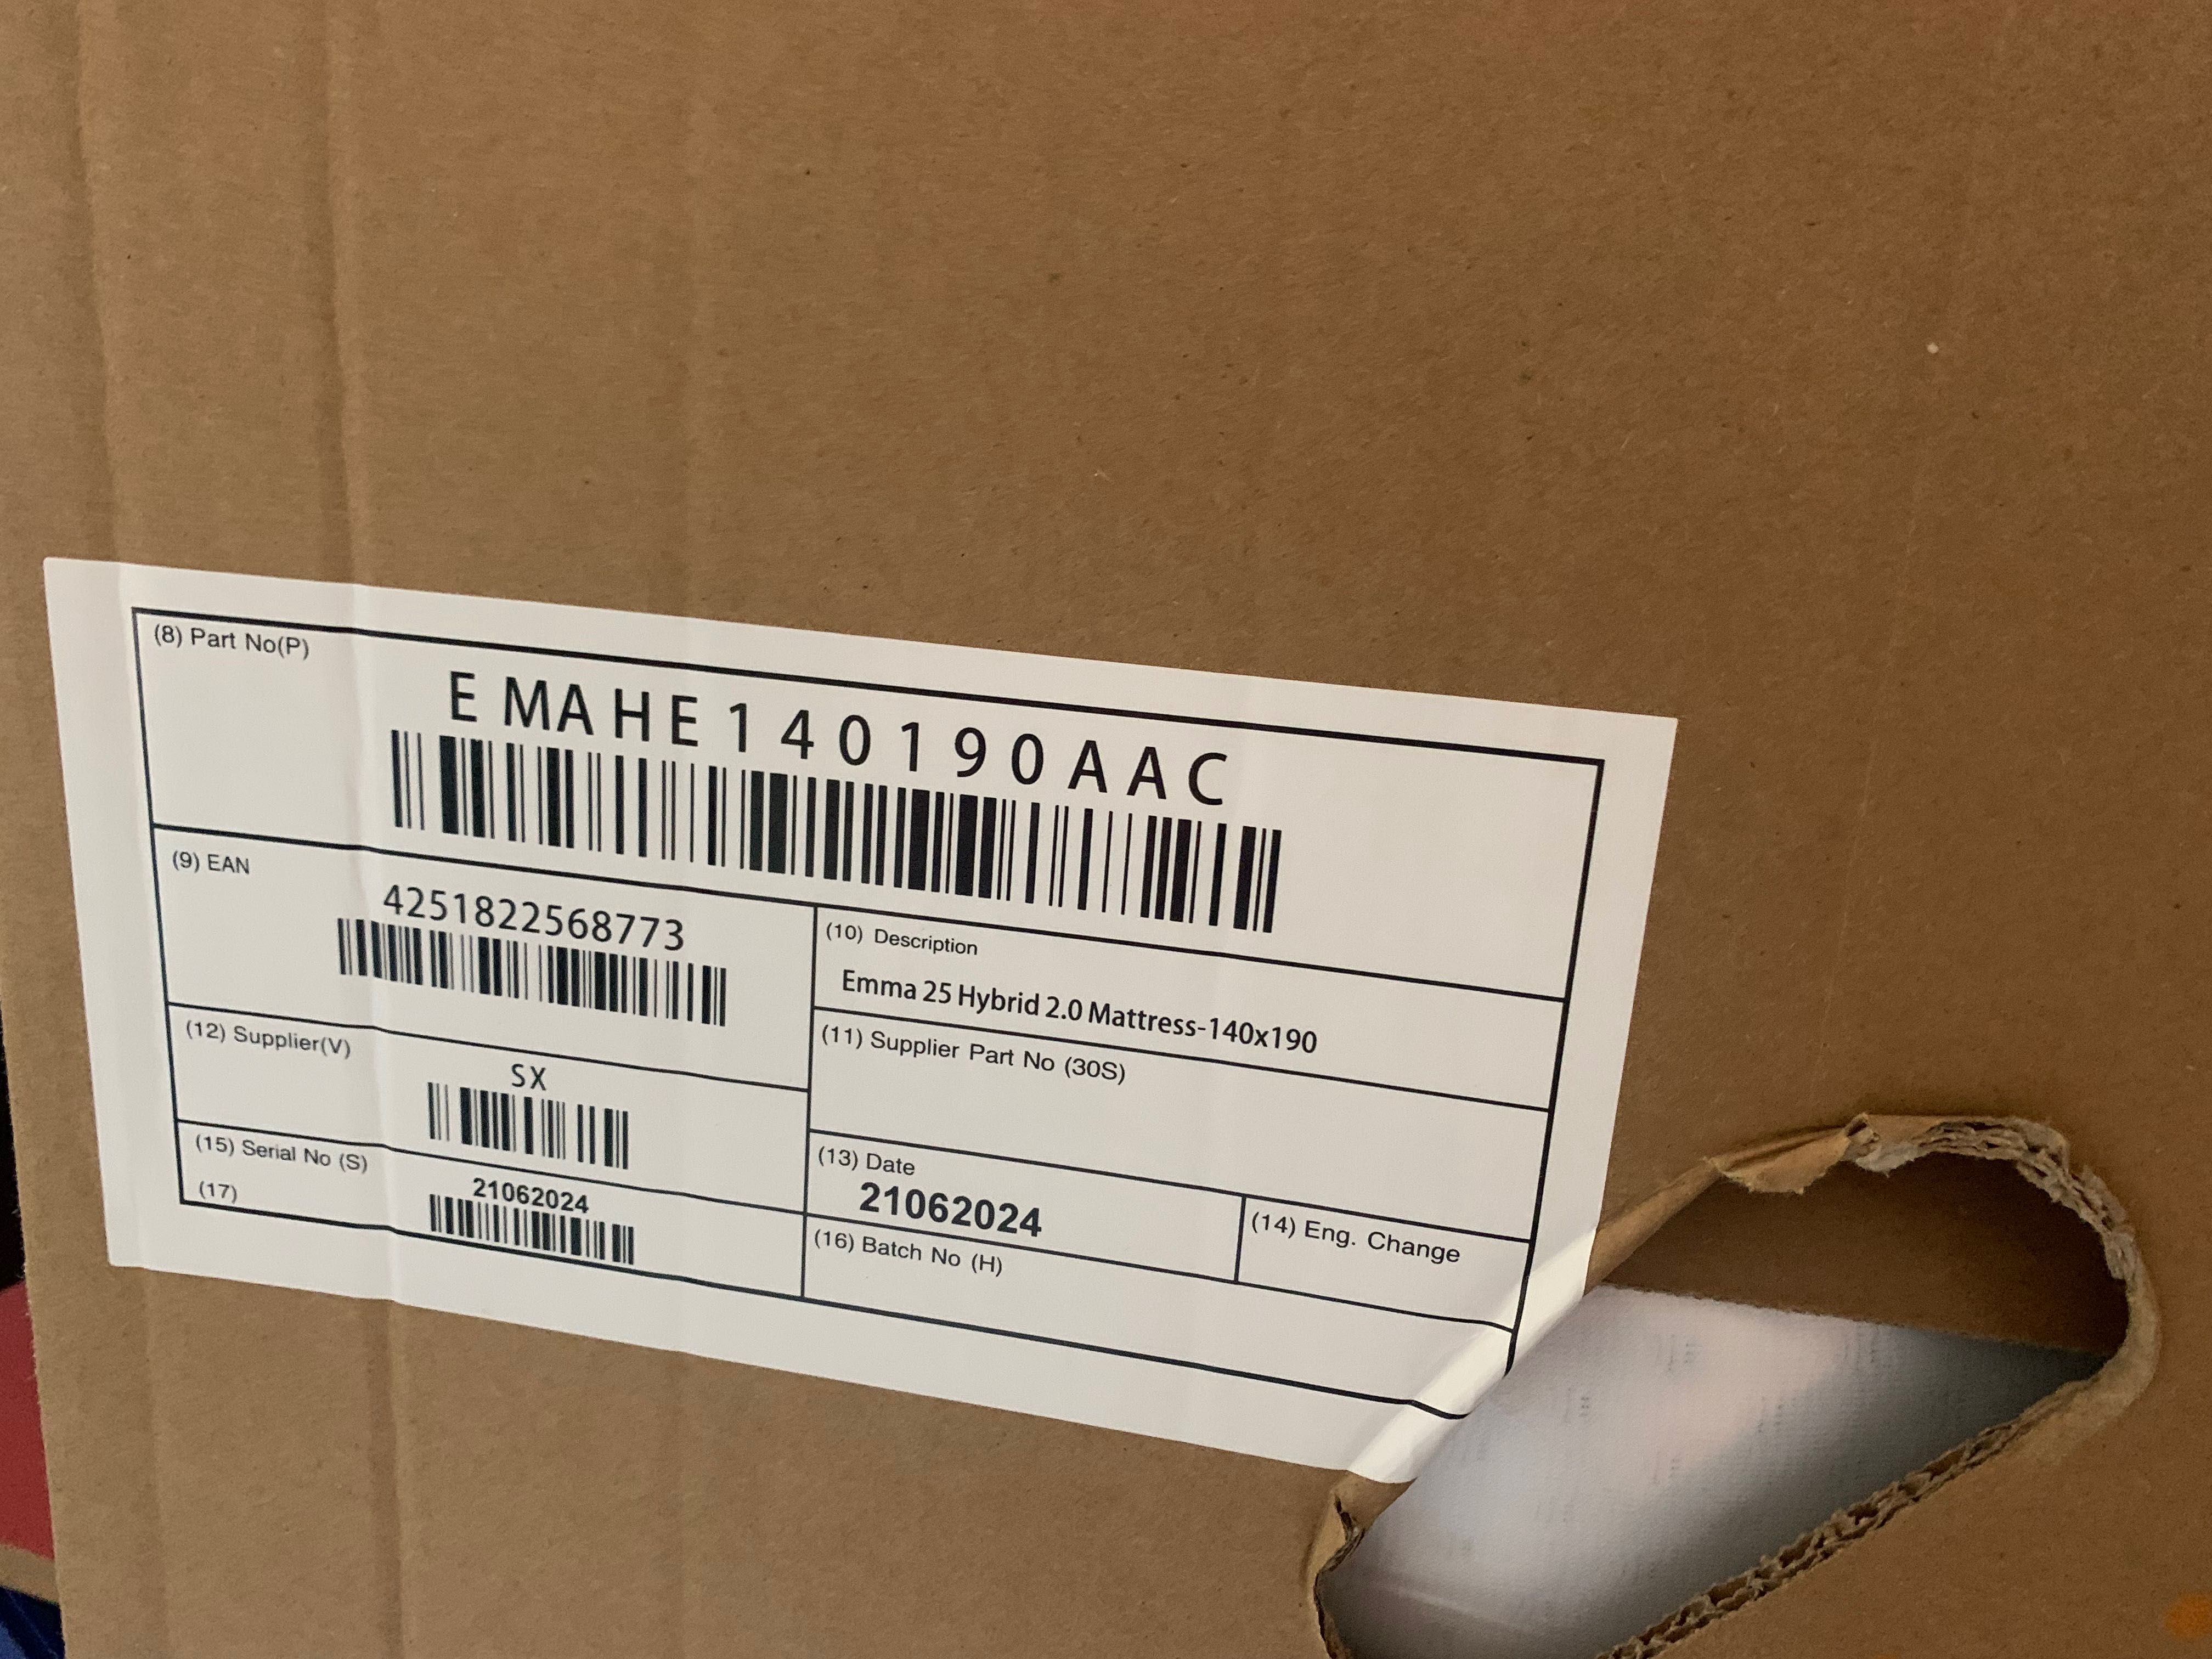 (8) Part No(P)
E MAHE140190AAC
(9) EAN
4251822568773
(10) Description
Emma 25 Hybrid 2.0 Mattress-140x190
(11) Supplier Part No (30S)
(12) Supplier(V)
SX
(13) Date
21062024
(14) Eng. Change
(15) Serial No (S)
21062024
(16) Batch No (H)
(17)